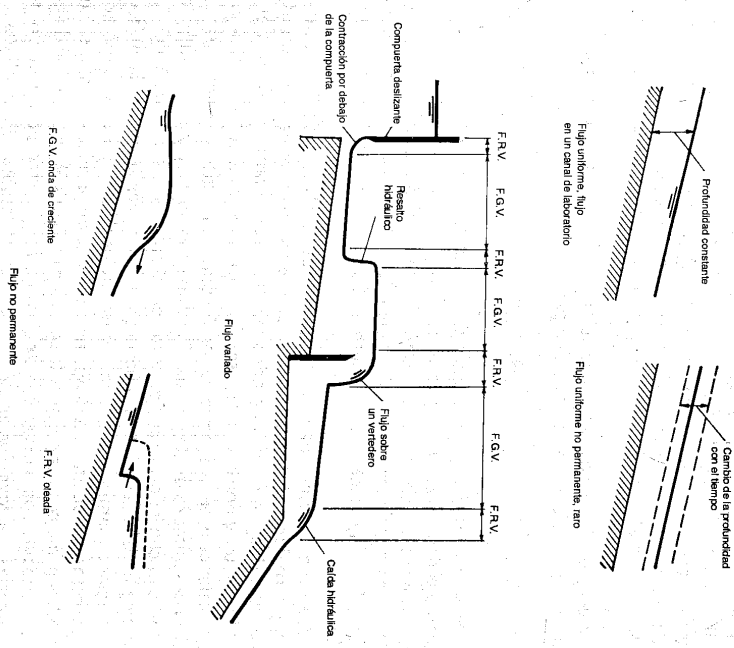 Profundidad constante
Flujo uniforme, flujo
en un canal de laboratorio
Cambio de la profundidad
con el tiempo
Flujo uniforme no permanente, raro
F.R.V.
F.G.V.
F.R.V.
F.G.V.
F.R.V.
F.G.V.
F.R.V.
Compuerta deslizante
Contracción por debajo
de la compuerta
Resalto
hidráulico
Flujo sobre
un vertedero
Caída hidráulica
Flujo variado
F.G.V. onda de creciente
F.R.V. oleada
Flujo no permanente